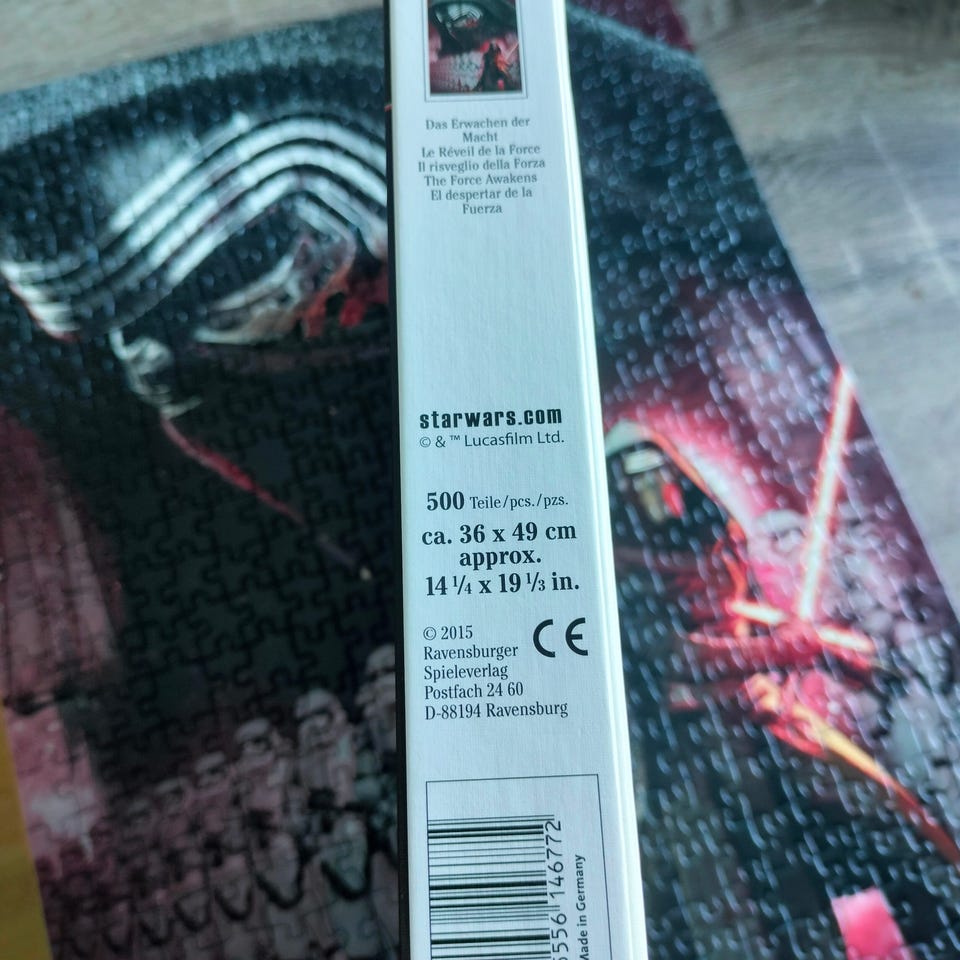 Das Erwachen der
Macht
Le Réveil de la Force
Il risveglio della Forza
The Force Awakens
El despertar de la
Fuerza
starwars.com
© & ™ Lucasfilm Ltd.
500 Teile/pcs./pzs.
ca. 36 x 49 cm
approx.
14 1/4 x 19 1/3 in.
© 2015
Ravensburger
Spieleverlag
Postfach 24 60
D-88194 Ravensburg
CE
5556 146772
Made in Germany